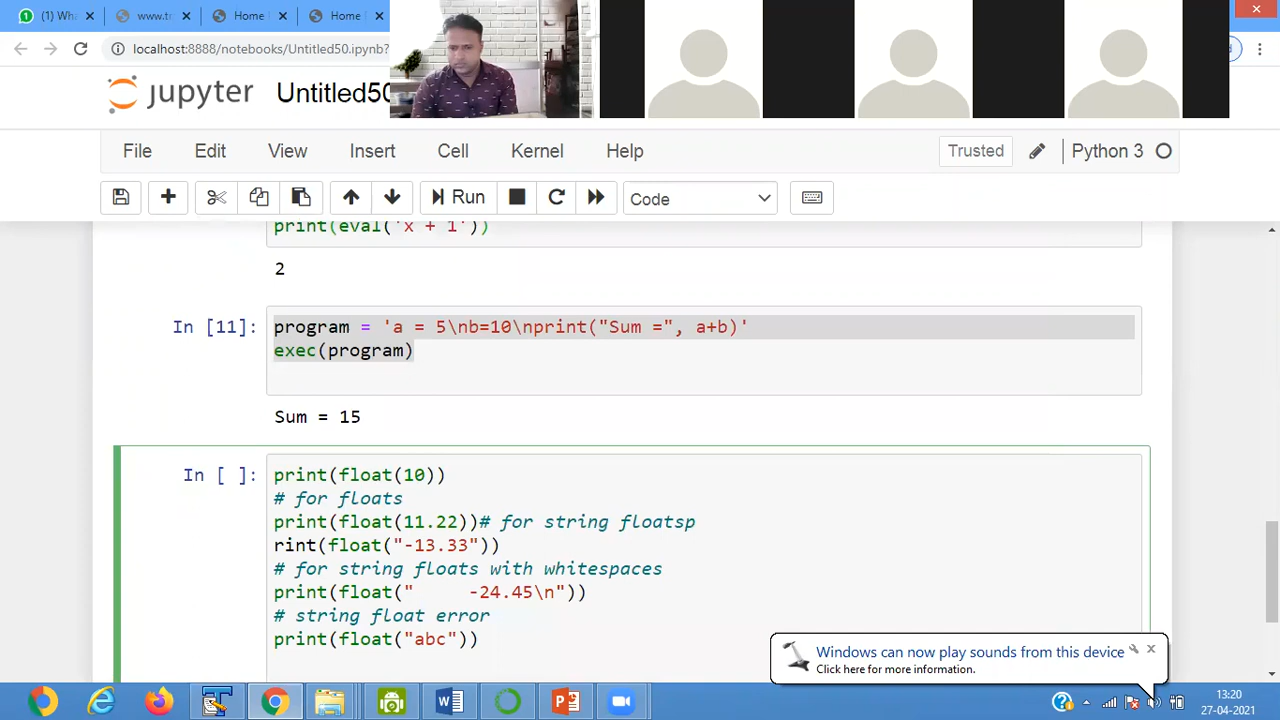 (1) Wha
www.tr
Home
Home
localhost:8888/notebooks/Untitled50.ipynb?
jupyter Untitled50
File Edit View Insert Cell Kernel Help Trusted Python 3
Run Code
print(eval('x + 1'))
2
In [11]: program = 'a = 5\nb=10\nprint("Sum =", a+b)'
exec(program)
Sum = 15
In [ ]: print(float(10))
# for floats
print(float(11.22))# for string floatsp
rint(float("-13.33"))
# for string floats with whitespaces
print(float("     -24.45\n"))
# string float error
print(float("abc"))
Windows can now play sounds from this device
Click here for more information.
13:20
27-04-2021